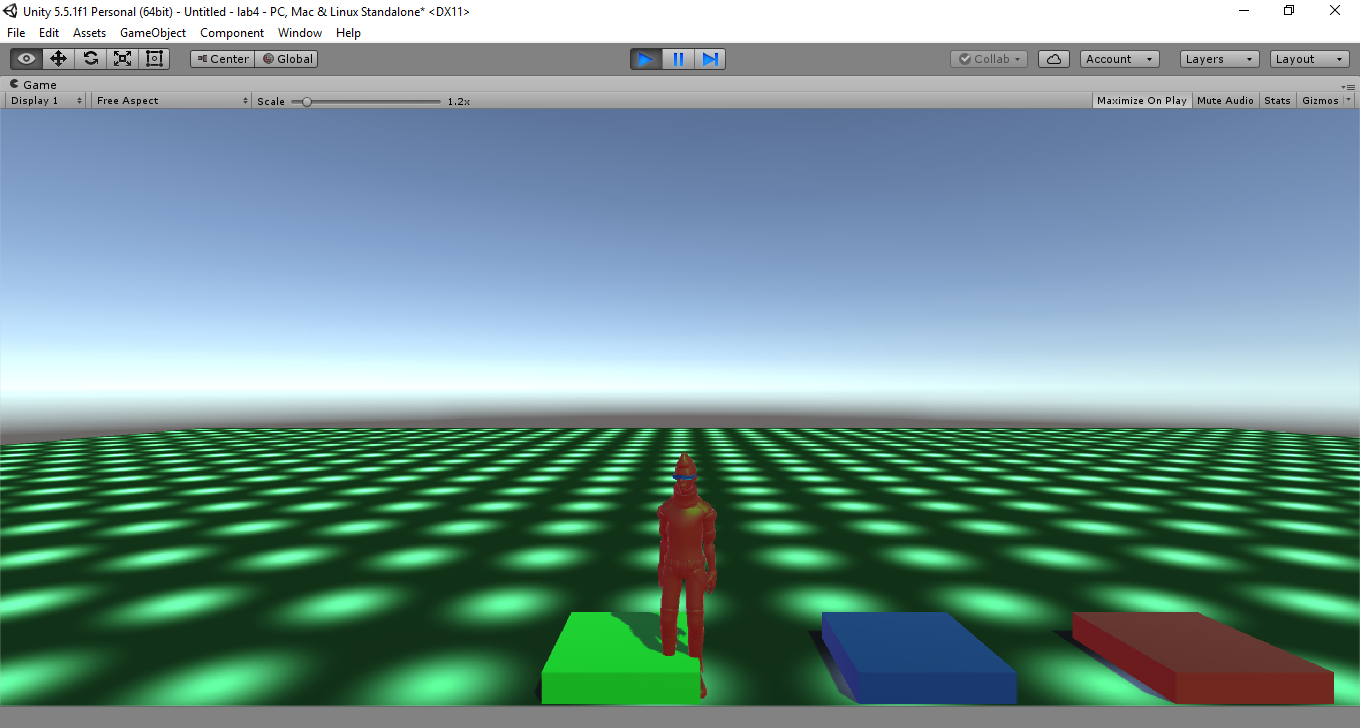 Unity 5.5.1f1 Personal (64bit) - Untitled - lab4 - PC, Mac & Linux Standalone* <DX11>
File Edit Assets GameObject Component Window Help
Center Global Collab Account Layers Layout
Game
Display 1 Free Aspect Scale 1.2x Maximize On Play Mute Audio Stats Gizmos